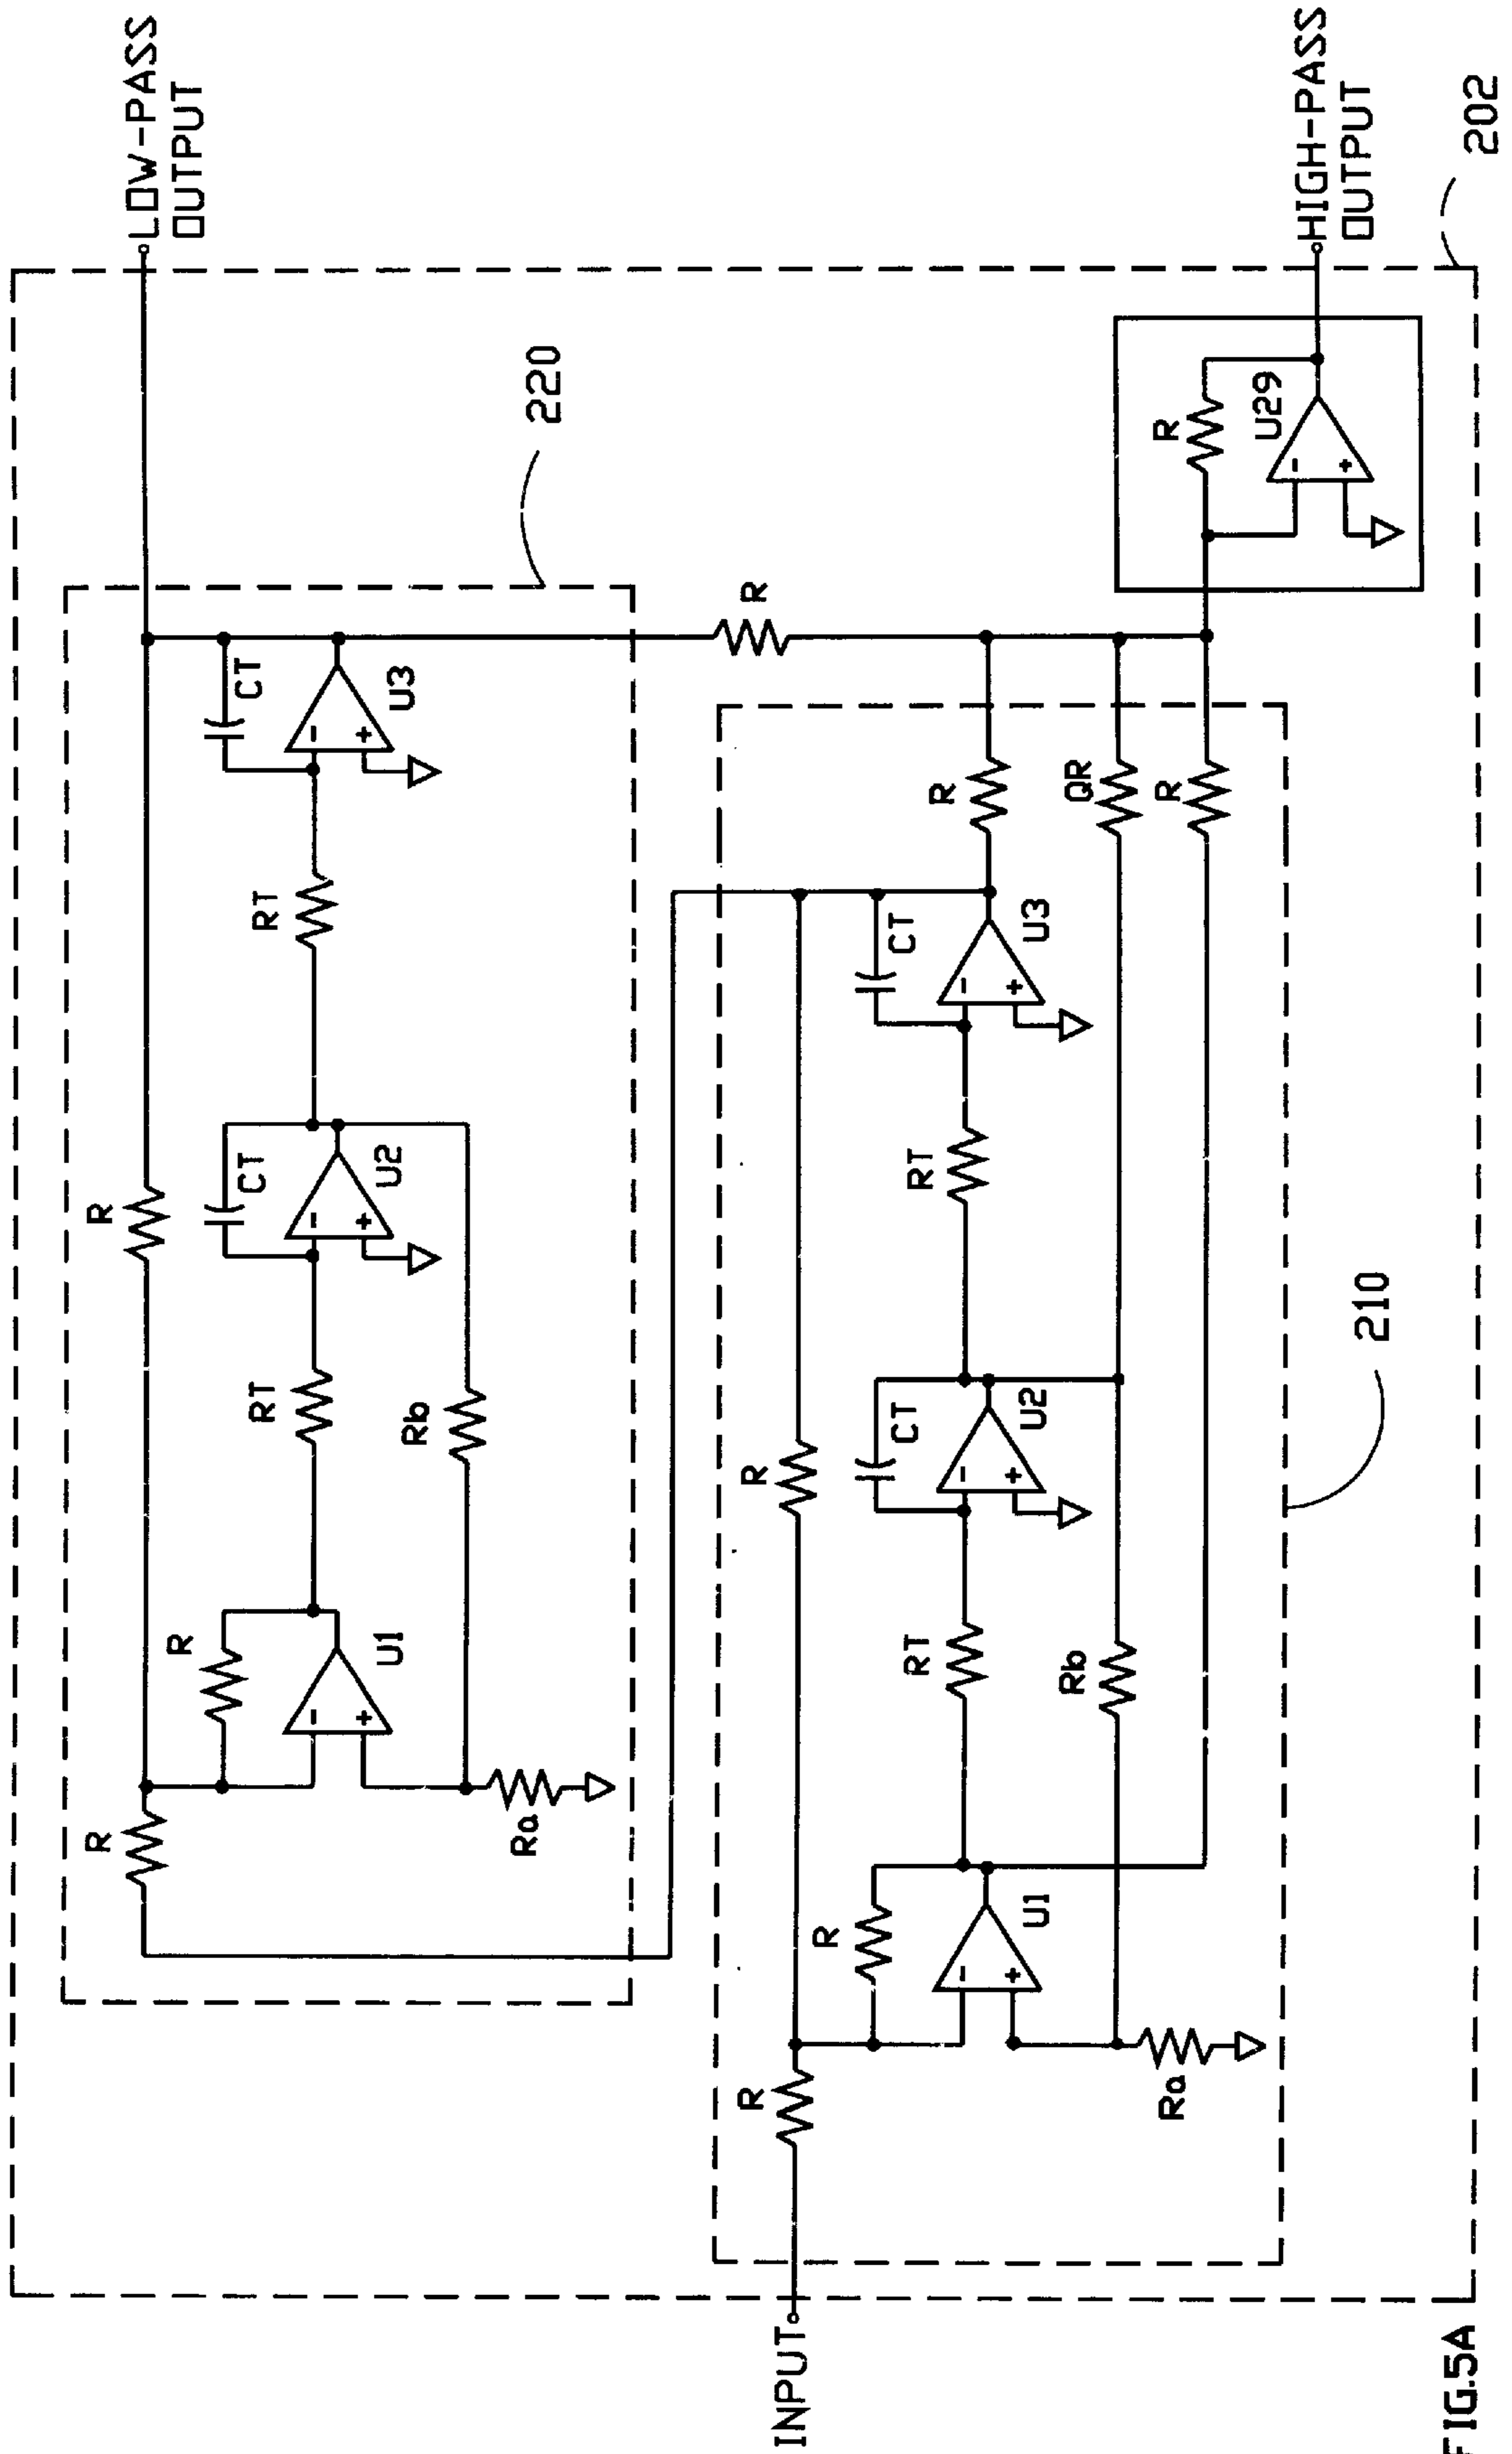 LOW-PASS
OUTPUT
220
R
CT
U3
RT
CT
U2
R
RT
Rb
R
U1
R
Ra
R
HIGH-PASS
OUTPUT
202
R
U29
R
QR
R
CT
U3
RT
CT
U2
R
210
RT
Rb
R
U1
R
Ra
INPUT
FIG.5A